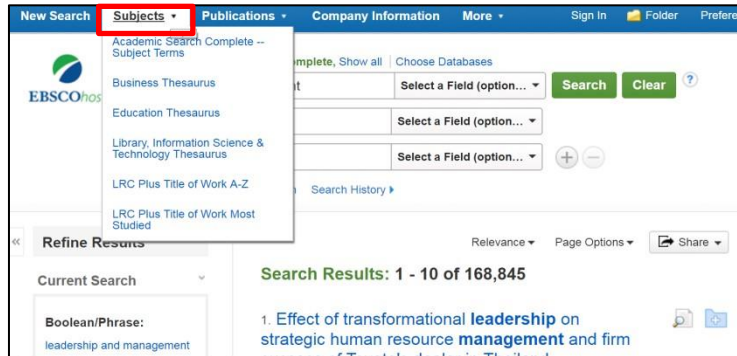 New Search Subjects Publications Company Information More Sign In Folder Prefere
Academic Search Complete --
Subject Terms
Business Thesaurus
Education Thesaurus
Library, Information Science &
Technology Thesaurus
LRC Plus Title of Work A-Z
LRC Plus Title of Work Most
Studied
EBSCOhos
mplete, Show all Choose Databases
nt Select a Field (option... Search Clear ?
Select a Field (option...
Select a Field (option...
Search History
« Refine Results
Relevance Page Options Share
Current Search
Search Results: 1 - 10 of 168,845
Boolean/Phrase:
leadership and management
1. Effect of transformational leadership on
strategic human resource management and firm